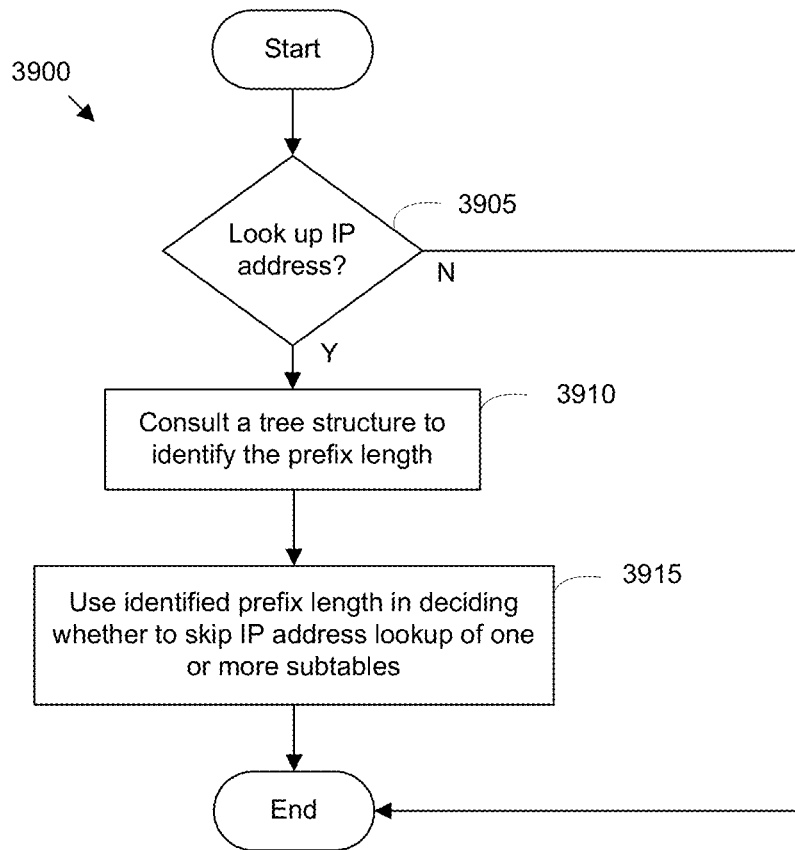 Start
3900
3905
Look up IP
address?
N
Y
3910
Consult a tree structure to
identify the prefix length
3915
Use identified prefix length in deciding
whether to skip IP address lookup of one
or more subtables
End